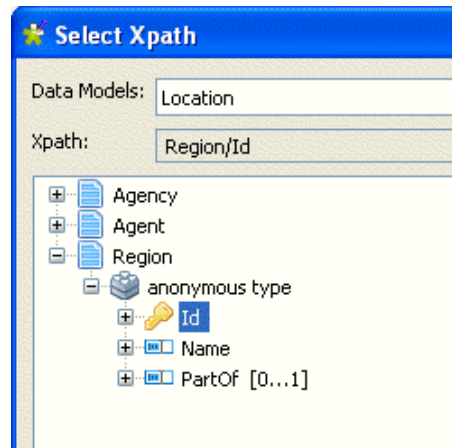 Select Xpath
Data Models: Location
Xpath: Region/Id
Agency
Agent
Region
anonymous type
Id
Name
PartOf [0...1]